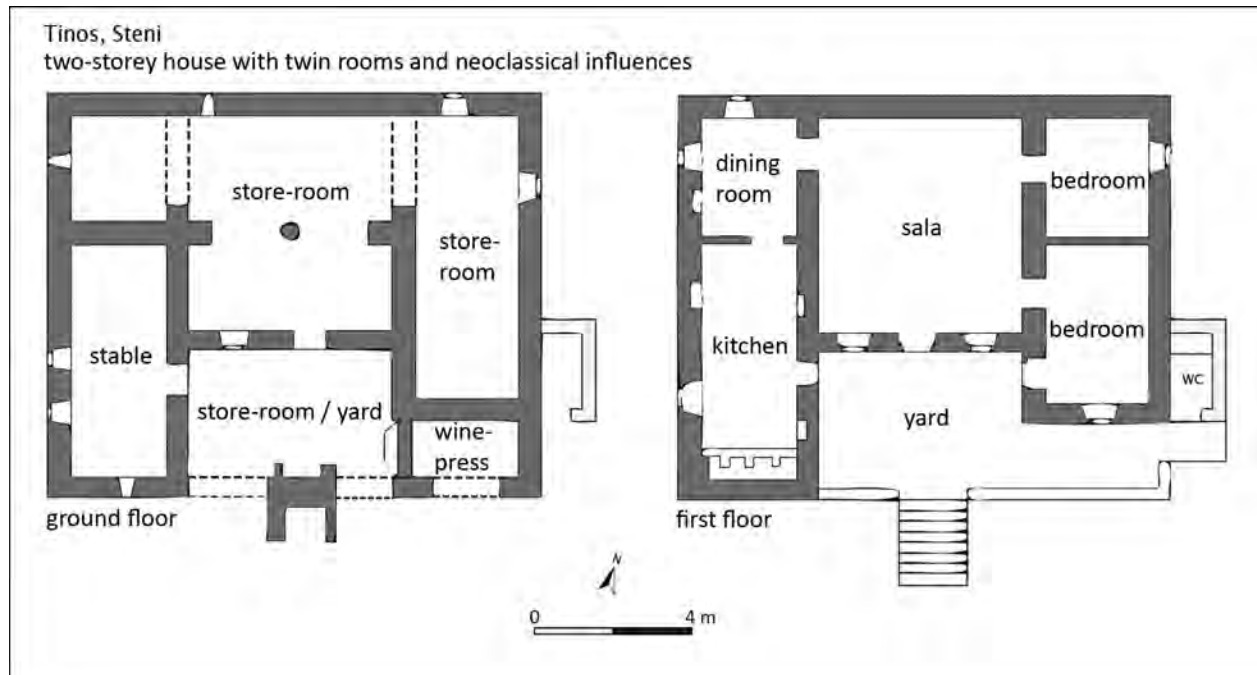 Tinos, Steni
two-storey house with twin rooms and neoclassical influences
store-room
store-
room
stable
store-room / yard
wine-
press
ground floor
dining
room
bedroom
sala
kitchen
bedroom
WC
yard
first floor
N
0
4 m